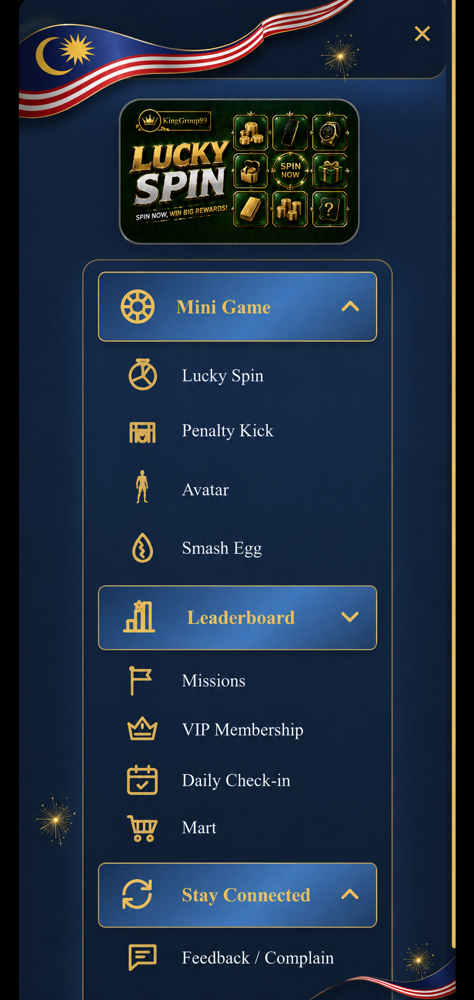 KingGroup99
LUCKY
SPIN
SPIN NOW, WIN BIG REWARDS!
SPIN
NOW
?
Mini Game
Lucky Spin
Penalty Kick
Avatar
Smash Egg
Leaderboard
Missions
VIP Membership
Daily Check-in
Mart
Stay Connected
Feedback / Complain